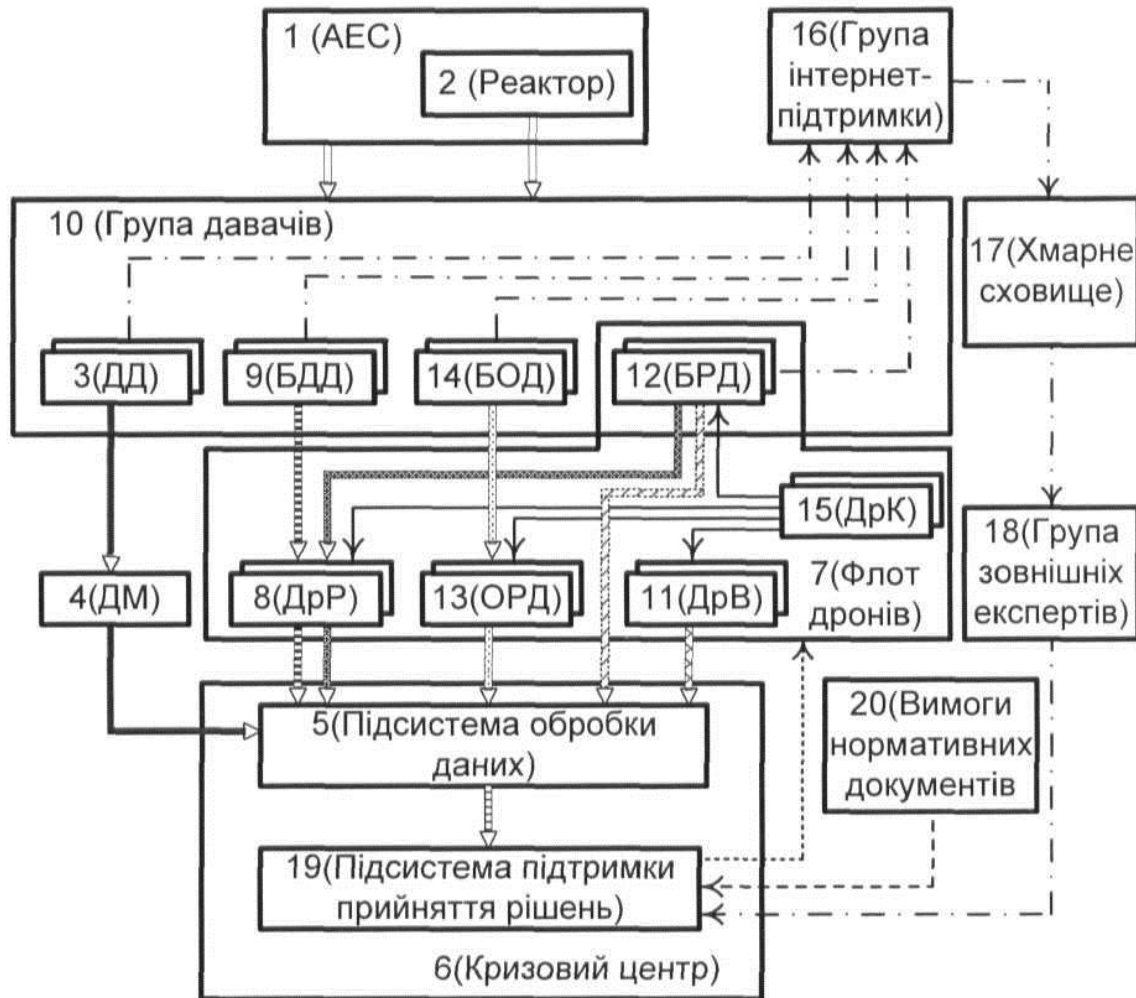 1 (АЕС)
2 (Реактор)
16(Група
інтернет-
підтримки)
10 (Група давачів)
17(Хмарне
сховище)
3(ДД)
9(БДД)
14(БОД)
12(БРД)
15(ДрК)
4(ДМ)
8(ДрР)
13(ОРД)
11(ДрВ)
7(Флот
дронів)
18(Група
зовнішніх
експертів)
5(Підсистема обробки
даних)
20(Вимоги
нормативних
документів
19(Підсистема підтримки
прийняття рішень)
6(Кризовий центр)